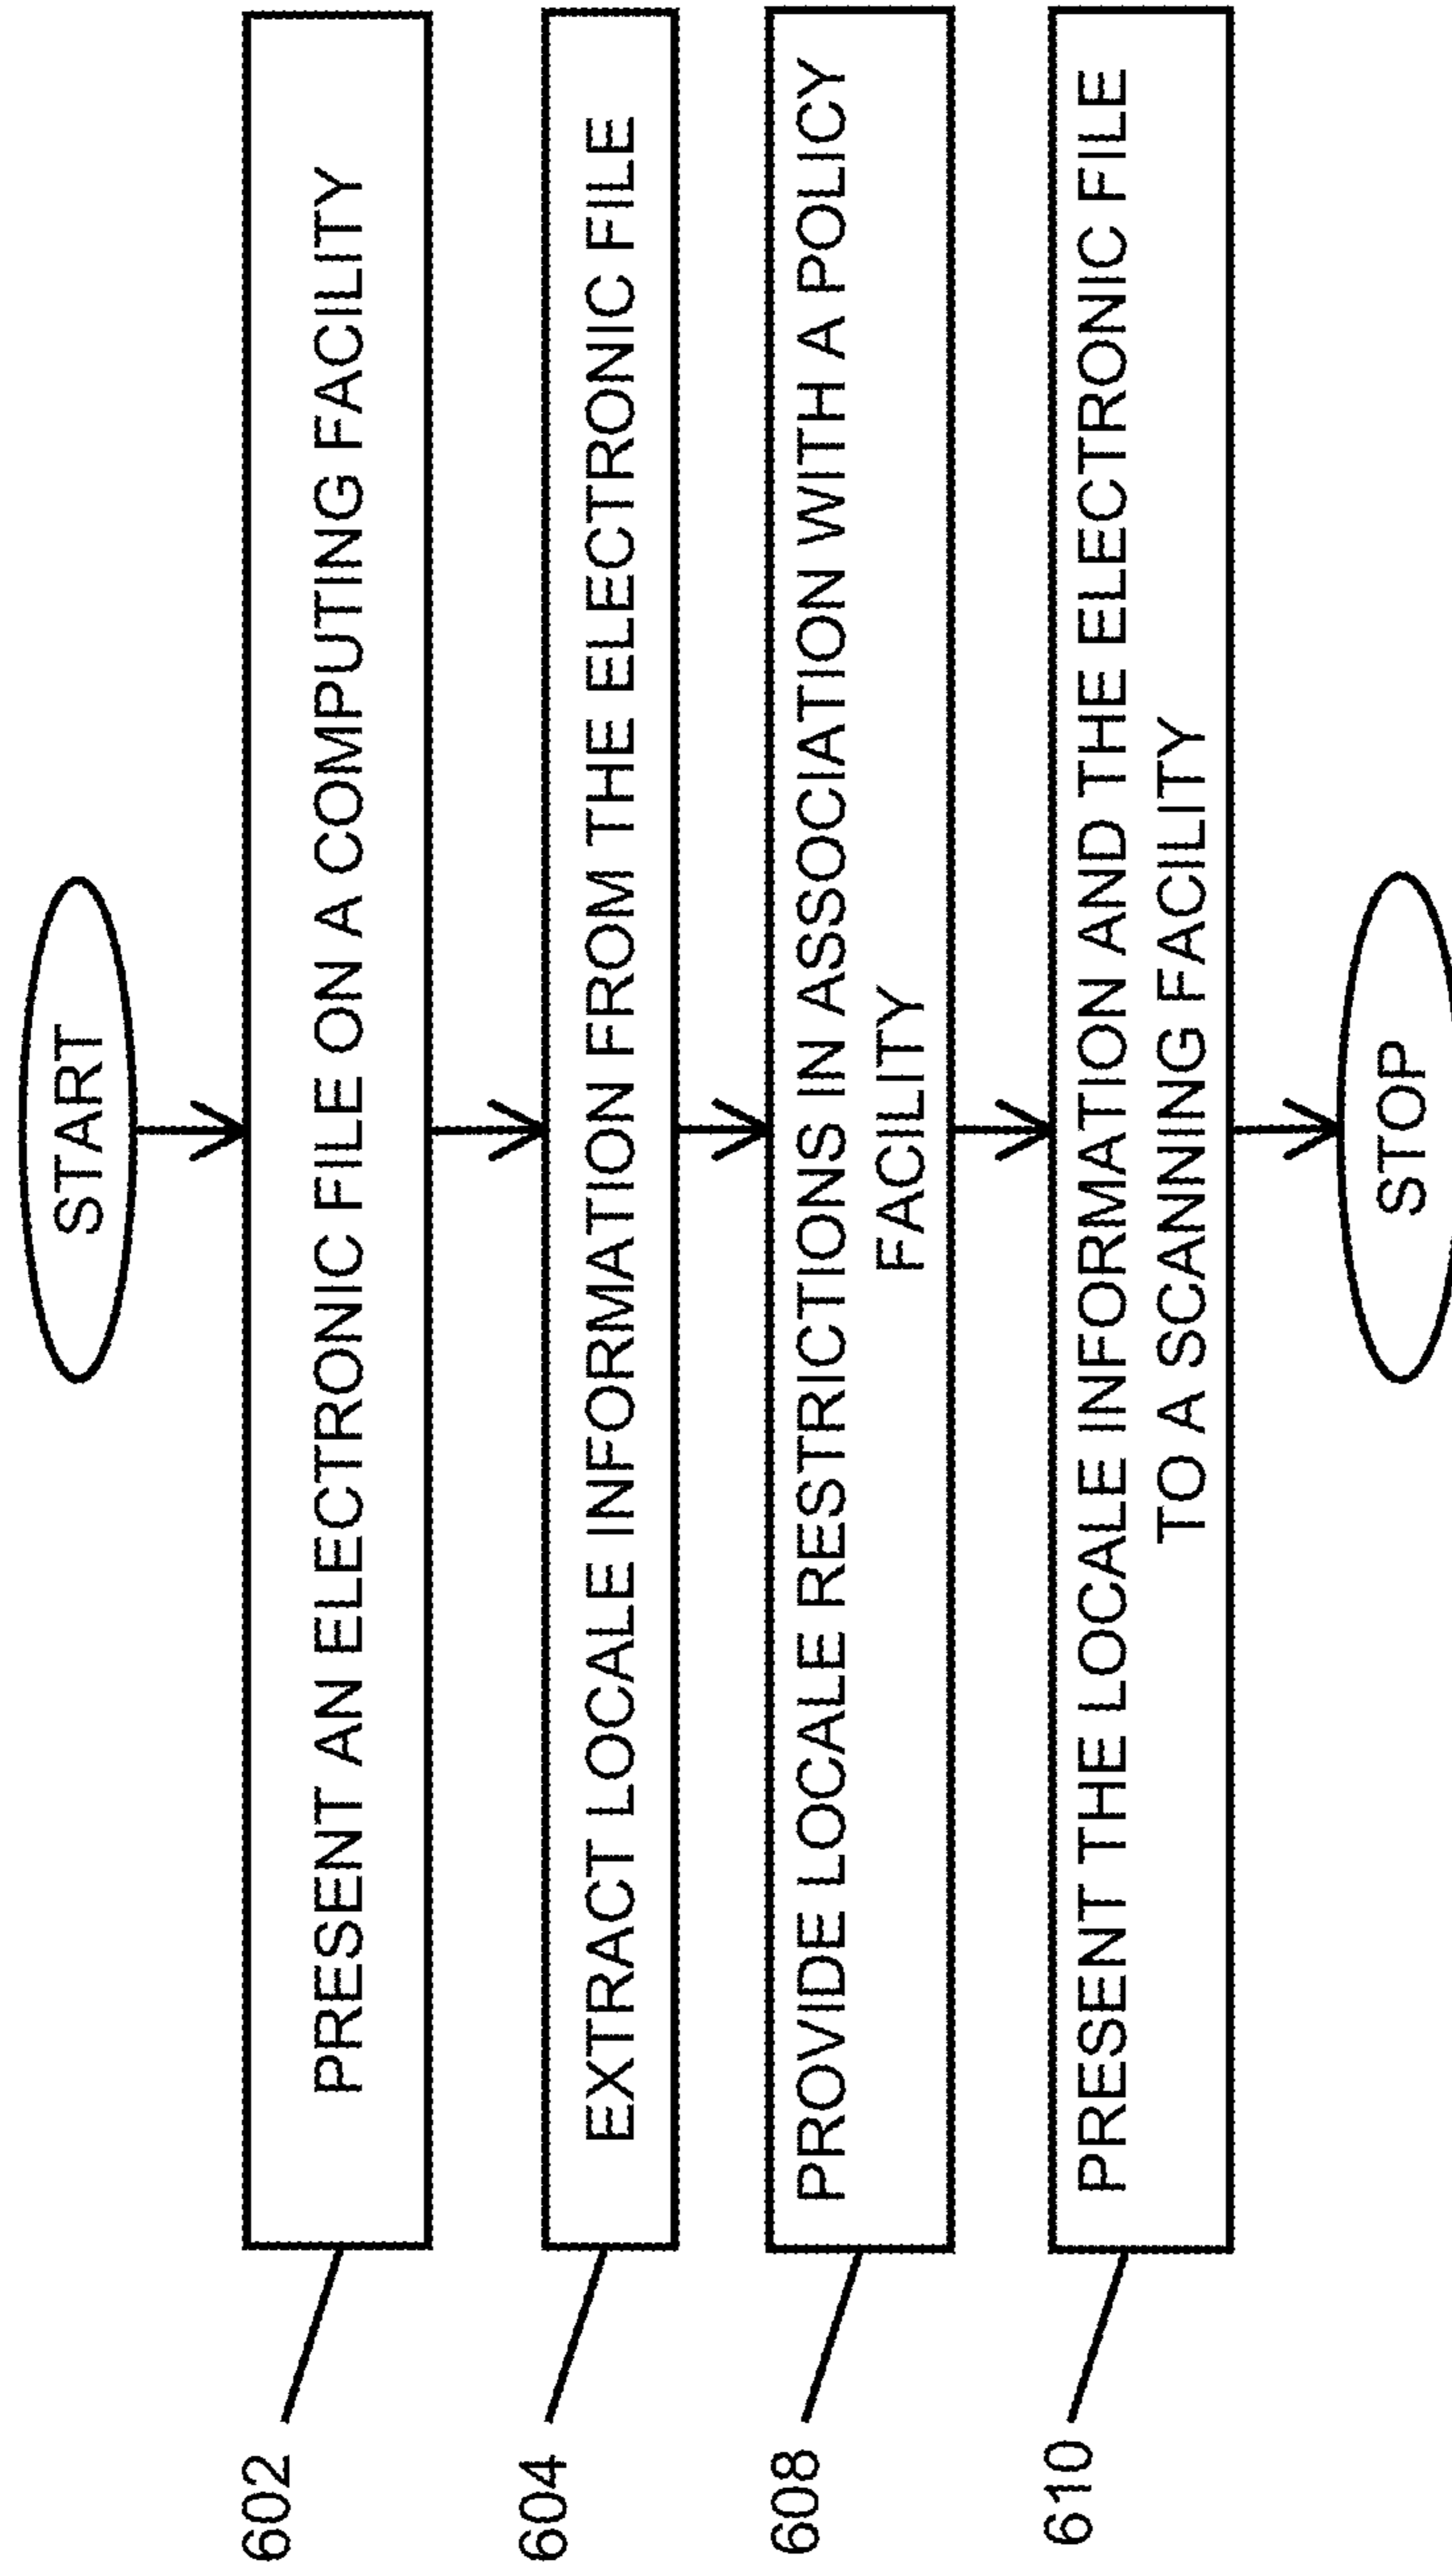 START
602
PRESENT AN ELECTRONIC FILE ON A COMPUTING FACILITY
604
EXTRACT LOCALE INFORMATION FROM THE ELECTRONIC FILE
608
PROVIDE LOCALE RESTRICTIONS IN ASSOCIATION WITH A POLICY
FACILITY
610
PRESENT THE LOCALE INFORMATION AND THE ELECTRONIC FILE
TO A SCANNING FACILITY
STOP